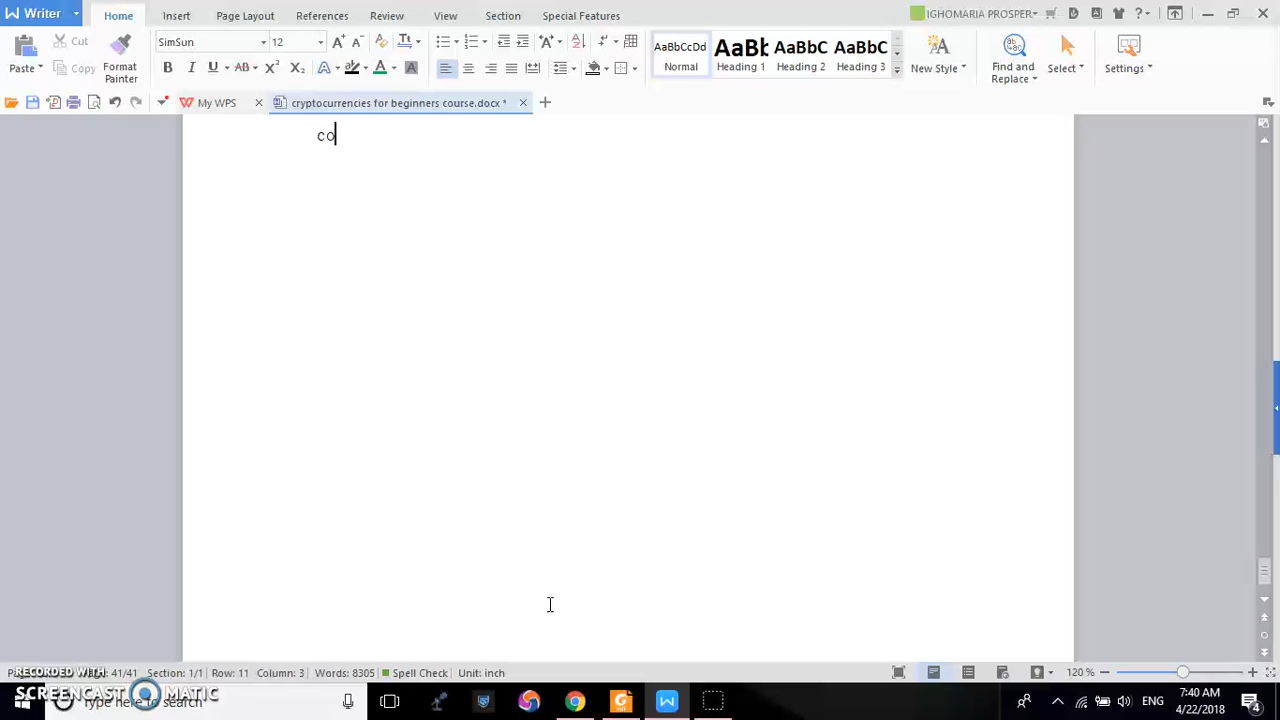 Writer Home Insert Page Layout References Review View Section Special Features IGHOMARIA PROSPER
Cut SimSun 12 AaBbCcDd AaBb AaBbC AaBbC
Paste Copy Format Painter B I U AB X² X₂ Normal Heading 1 Heading 2 Heading 3 New Style Find and Replace Select Settings
My WPS cryptocurrencies for beginners course.docx *
co
41/41 Section: 1/1 Row: 11 Column: 3 Words: 8305 Spell Check Unit: inch 120 %
RECORDED WITH
SCREENCAST MATIC
here to search ENG 7:40 AM
4/22/2018 4